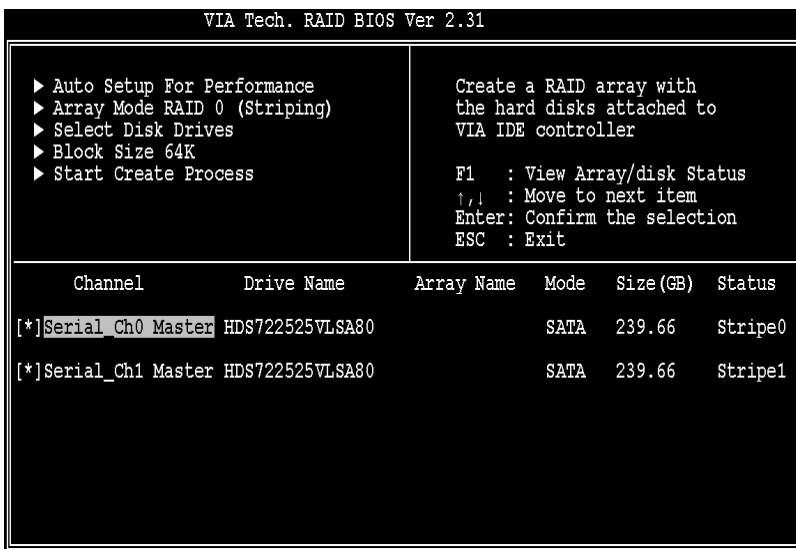 VIA Tech. RAID BIOS Ver 2.31
▶ Auto Setup For Performance
▶ Array Mode RAID 0 (Striping)
▶ Select Disk Drives
▶ Block Size 64K
▶ Start Create Process
Create a RAID array with
the hard disks attached to
VIA IDE controller
F1 : View Array/disk Status
↑,↓ : Move to next item
Enter: Confirm the selection
ESC : Exit
Channel Drive Name Array Name Mode Size(GB) Status
[*]Serial_Ch0 Master HDS722525VLSA80 SATA 239.66 Stripe0
[*]Serial_Ch1 Master HDS722525VLSA80 SATA 239.66 Stripe1